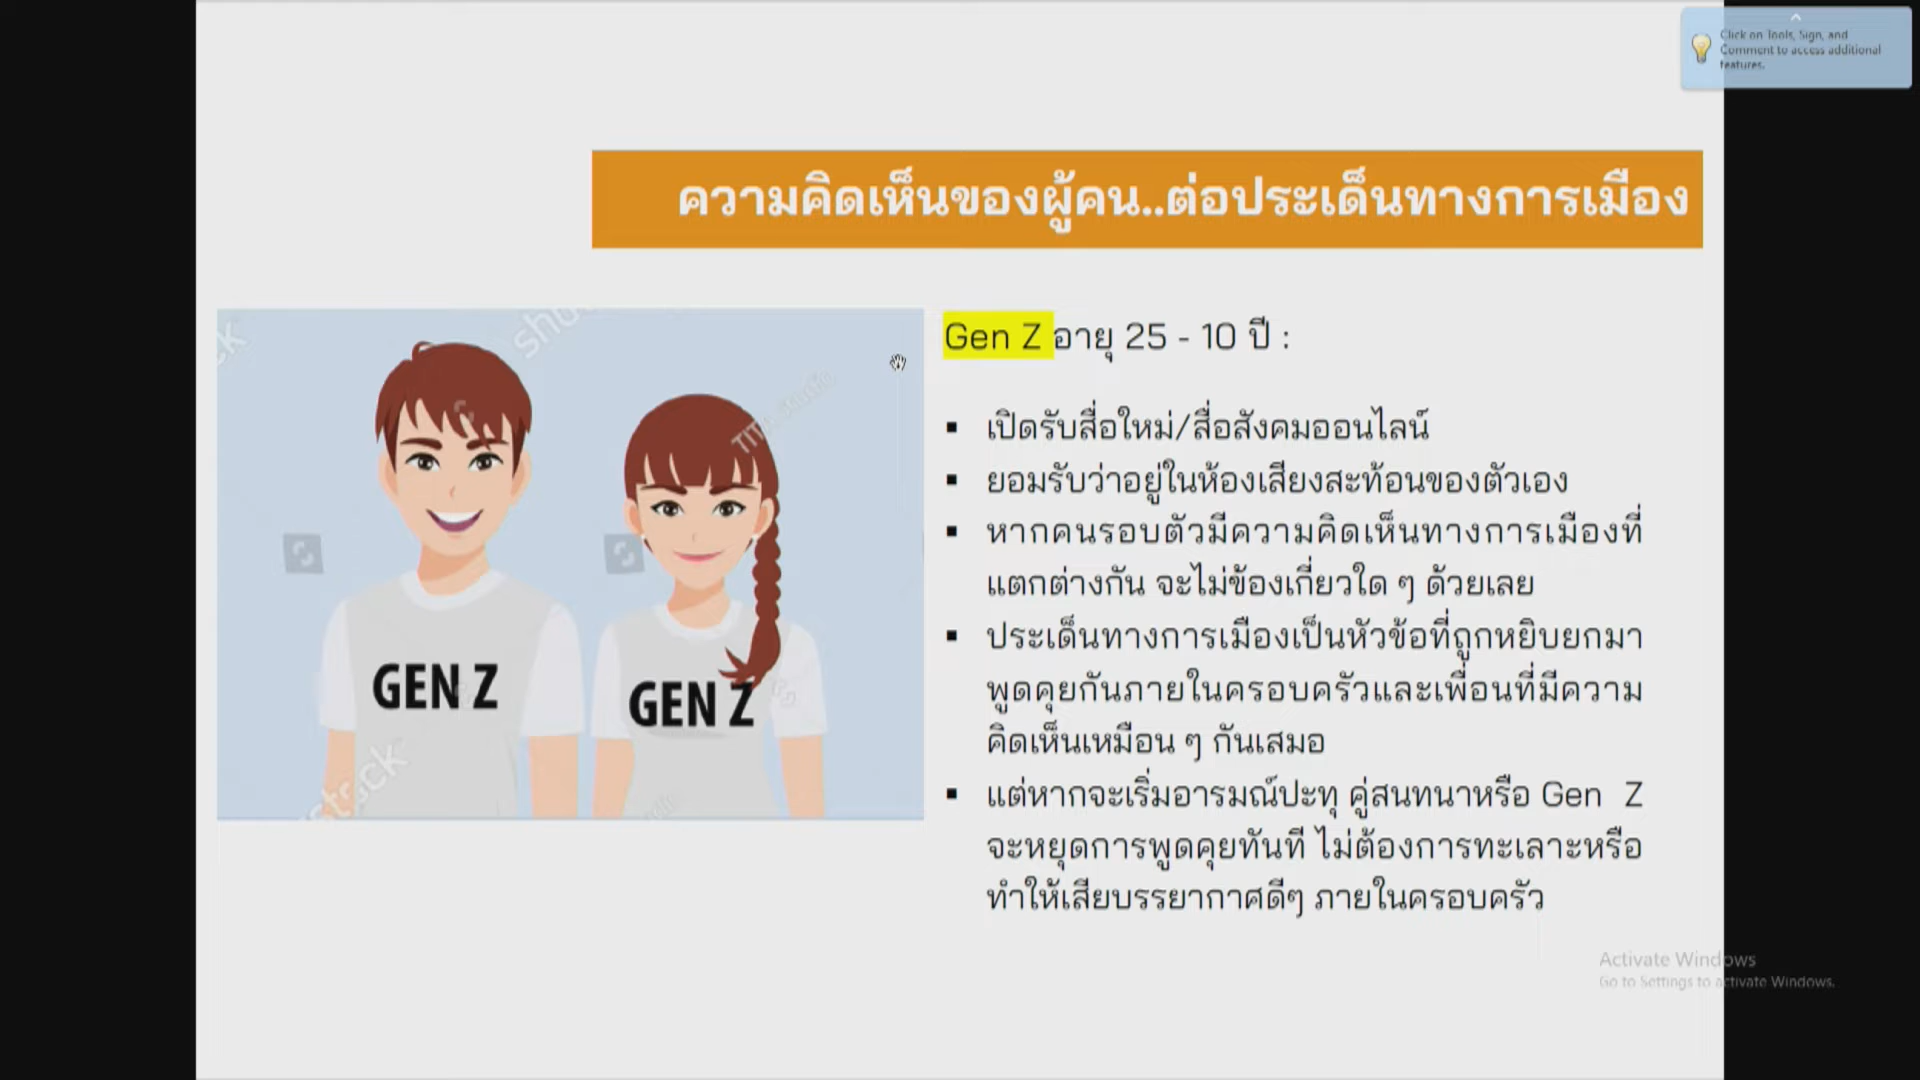 Click on Tools, Sign, and
Comment to access additional
features.
ความคิดเห็นของผู้คน..ต่อประเด็นทางการเมือง
Gen Z อายุ 25 - 10 ปี :
▪ เปิดรับสื่อใหม่/สื่อสังคมออนไลน์
▪ ยอมรับว่าอยู่ในห้องเสียงสะท้อนของตัวเอง
▪ หากคนรอบตัวมีความคิดเห็นทางการเมืองที่
แตกต่างกัน จะไม่ข้องเกี่ยวใด ๆ ด้วยเลย
▪ ประเด็นทางการเมืองเป็นหัวข้อที่ถูกหยิบยกมา
พูดคุยกันภายในครอบครัวและเพื่อนที่มีความ
คิดเห็นเหมือน ๆ กันเสมอ
▪ แต่หากจะเริ่มอารมณ์ปะทุ คู่สนทนาหรือ Gen Z
จะหยุดการพูดคุยทันที ไม่ต้องการทะเลาะหรือ
ทำให้เสียบรรยากาศดีๆ ภายในครอบครัว
GEN Z
GEN Z
Activate Windows
Go to Settings to activate Windows.